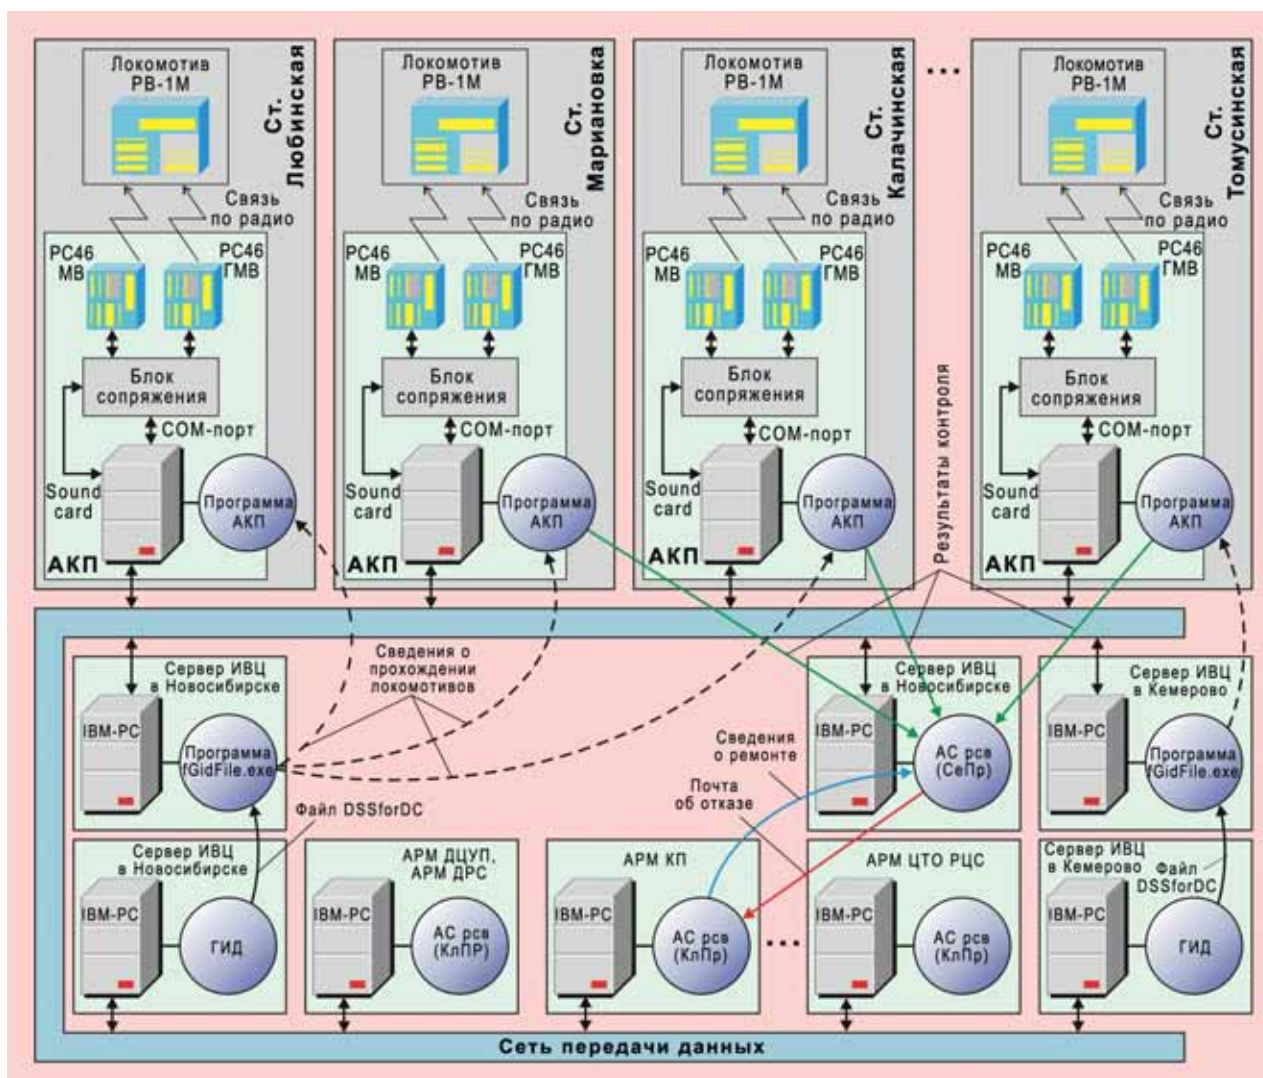 Локомотив
РВ-1М
Ст.
Любинская
Связь
по радио
РС46
МВ
РС46
ГМВ
Блок
сопряжения
СОМ-порт
Sound
card
Программа
АКП
АКП
Локомотив
РВ-1М
Ст.
Мариановка
Связь
по радио
РС46
МВ
РС46
ГМВ
Блок
сопряжения
СОМ-порт
Sound
card
Программа
АКП
АКП
Локомотив
РВ-1М
Ст.
Калачинская
Связь
по радио
РС46
МВ
РС46
ГМВ
Блок
сопряжения
СОМ-порт
Sound
card
Программа
АКП
АКП
...
Локомотив
РВ-1М
Ст.
Томусинская
Связь
по радио
РС46
МВ
РС46
ГМВ
Блок
сопряжения
СОМ-порт
Sound
card
Программа
АКП
АКП
Результаты контроля
Сервер ИВЦ
в Новосибирске
IBM-PC
Программа
fGidFile.exe
Сведения о
прохождении
локомотивов
Сервер ИВЦ
в Новосибирске
IBM-PC
АС рсв
(СеПр)
Сведения
о ремонте
Почта
об отказе
Сервер ИВЦ
в Кемерово
IBM-PC
Программа
fGidFile.exe
Файл DSSforDC
Сервер ИВЦ
в Новосибирске
IBM-PC
ГИД
АРМ ДЦУП,
АРМ ДРС
IBM-PC
АС рсв
(КлПР)
АРМ КП
IBM-PC
АС рсв
(КлПр)
...
АРМ ЦТО РЦС
IBM-PC
АС рсв
(КлПр)
Сервер ИВЦ
в Кемерово
Файл
DSSforDC
IBM-PC
ГИД
Сеть передачи данных